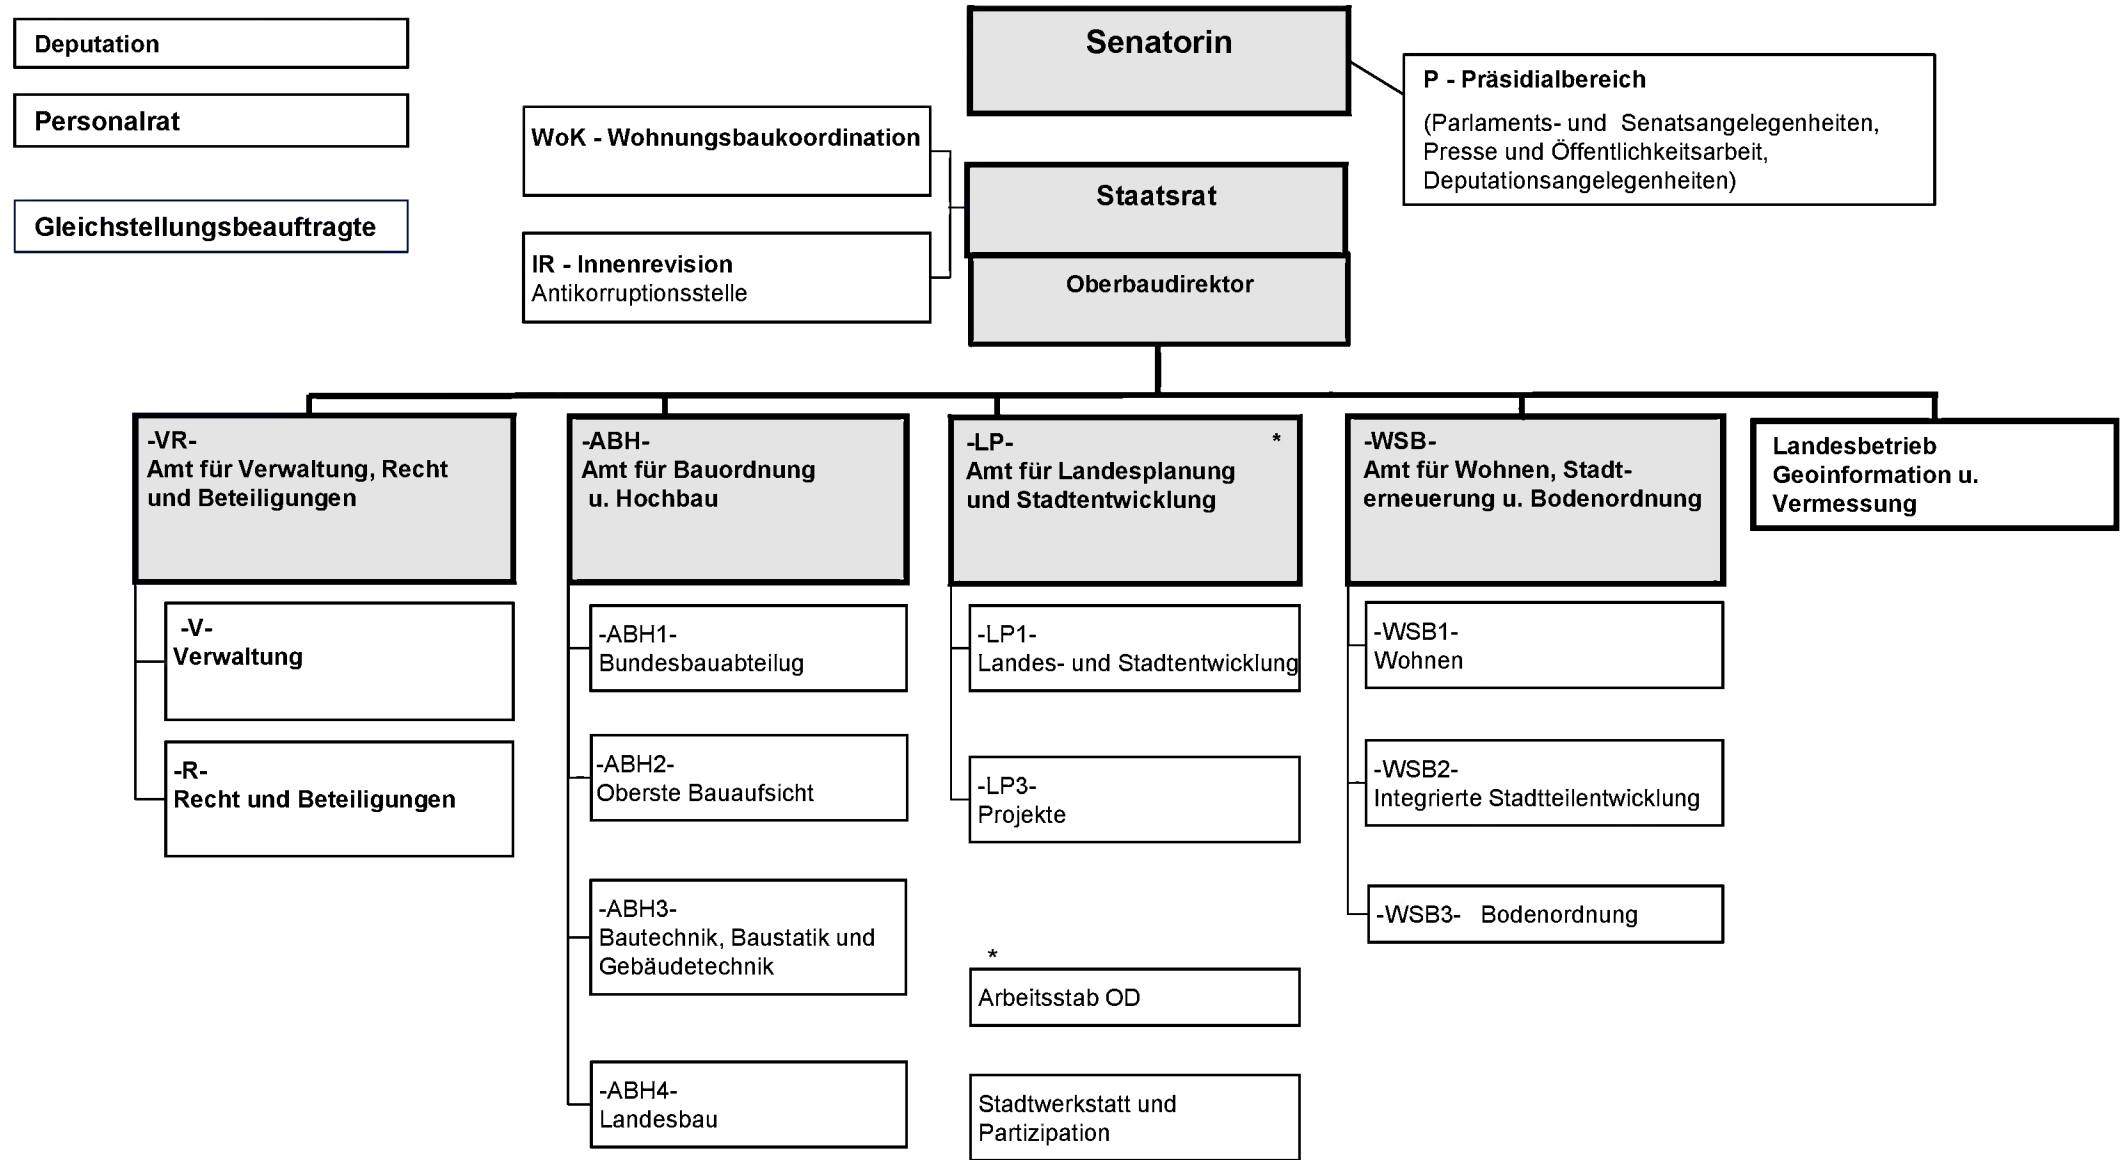 Deputation
Personalrat
Gleichstellungsbeauftragte
Senatorin
P - Präsidialbereich
(Parlaments- und Senatsangelegenheiten,
Presse und Öffentlichkeitsarbeit,
Deputationsangelegenheiten)
WoK - Wohnungsbaukoordination
IR - Innenrevision
Antikorruptionsstelle
Staatsrat
Oberbaudirektor
-VR-
Amt für Verwaltung, Recht
und Beteiligungen
-V-
Verwaltung
-R-
Recht und Beteiligungen
-ABH-
Amt für Bauordnung
u. Hochbau
-ABH1-
Bundesbauabteilug
-ABH2-
Oberste Bauaufsicht
-ABH3-
Bautechnik, Baustatik und
Gebäudetechnik
-ABH4-
Landesbau
-LP- *
Amt für Landesplanung
und Stadtentwicklung
-LP1-
Landes- und Stadtentwicklung
-LP3-
Projekte
*
Arbeitsstab OD
Stadtwerkstatt und
Partizipation
-WSB-
Amt für Wohnen, Stadt-
erneuerung u. Bodenordnung
-WSB1-
Wohnen
-WSB2-
Integrierte Stadtteilentwicklung
-WSB3- Bodenordnung
Landesbetrieb
Geoinformation u.
Vermessung